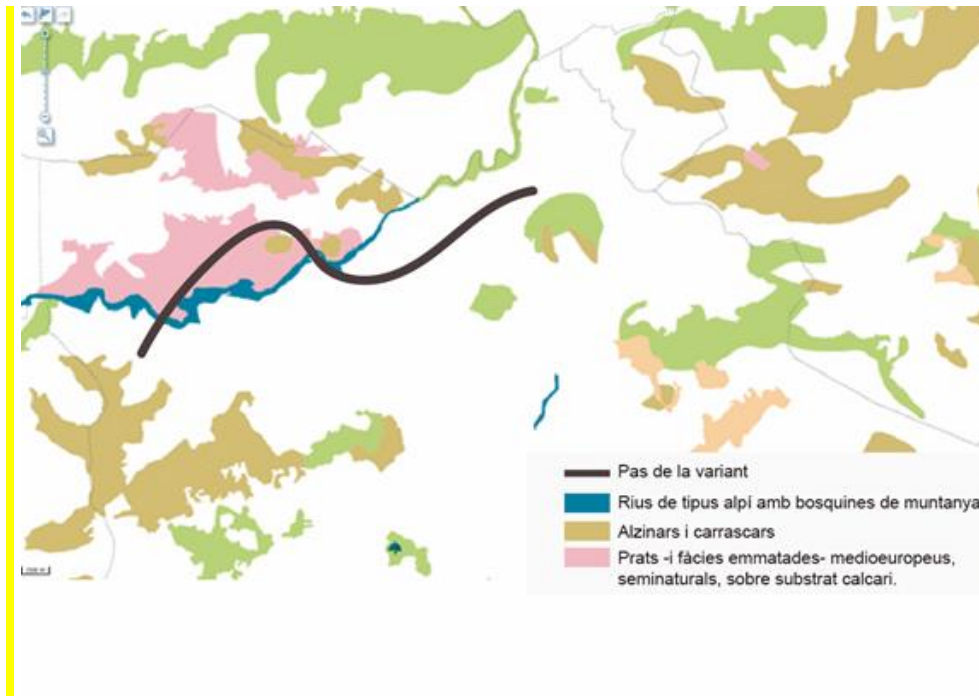 Pas de la variant
Rius de tipus alpí amb bosquines de muntanya
Alzinars i carrascars
Prats -i fàcies emmatades- medioeuropeus,
seminaturals, sobre substrat calcari.